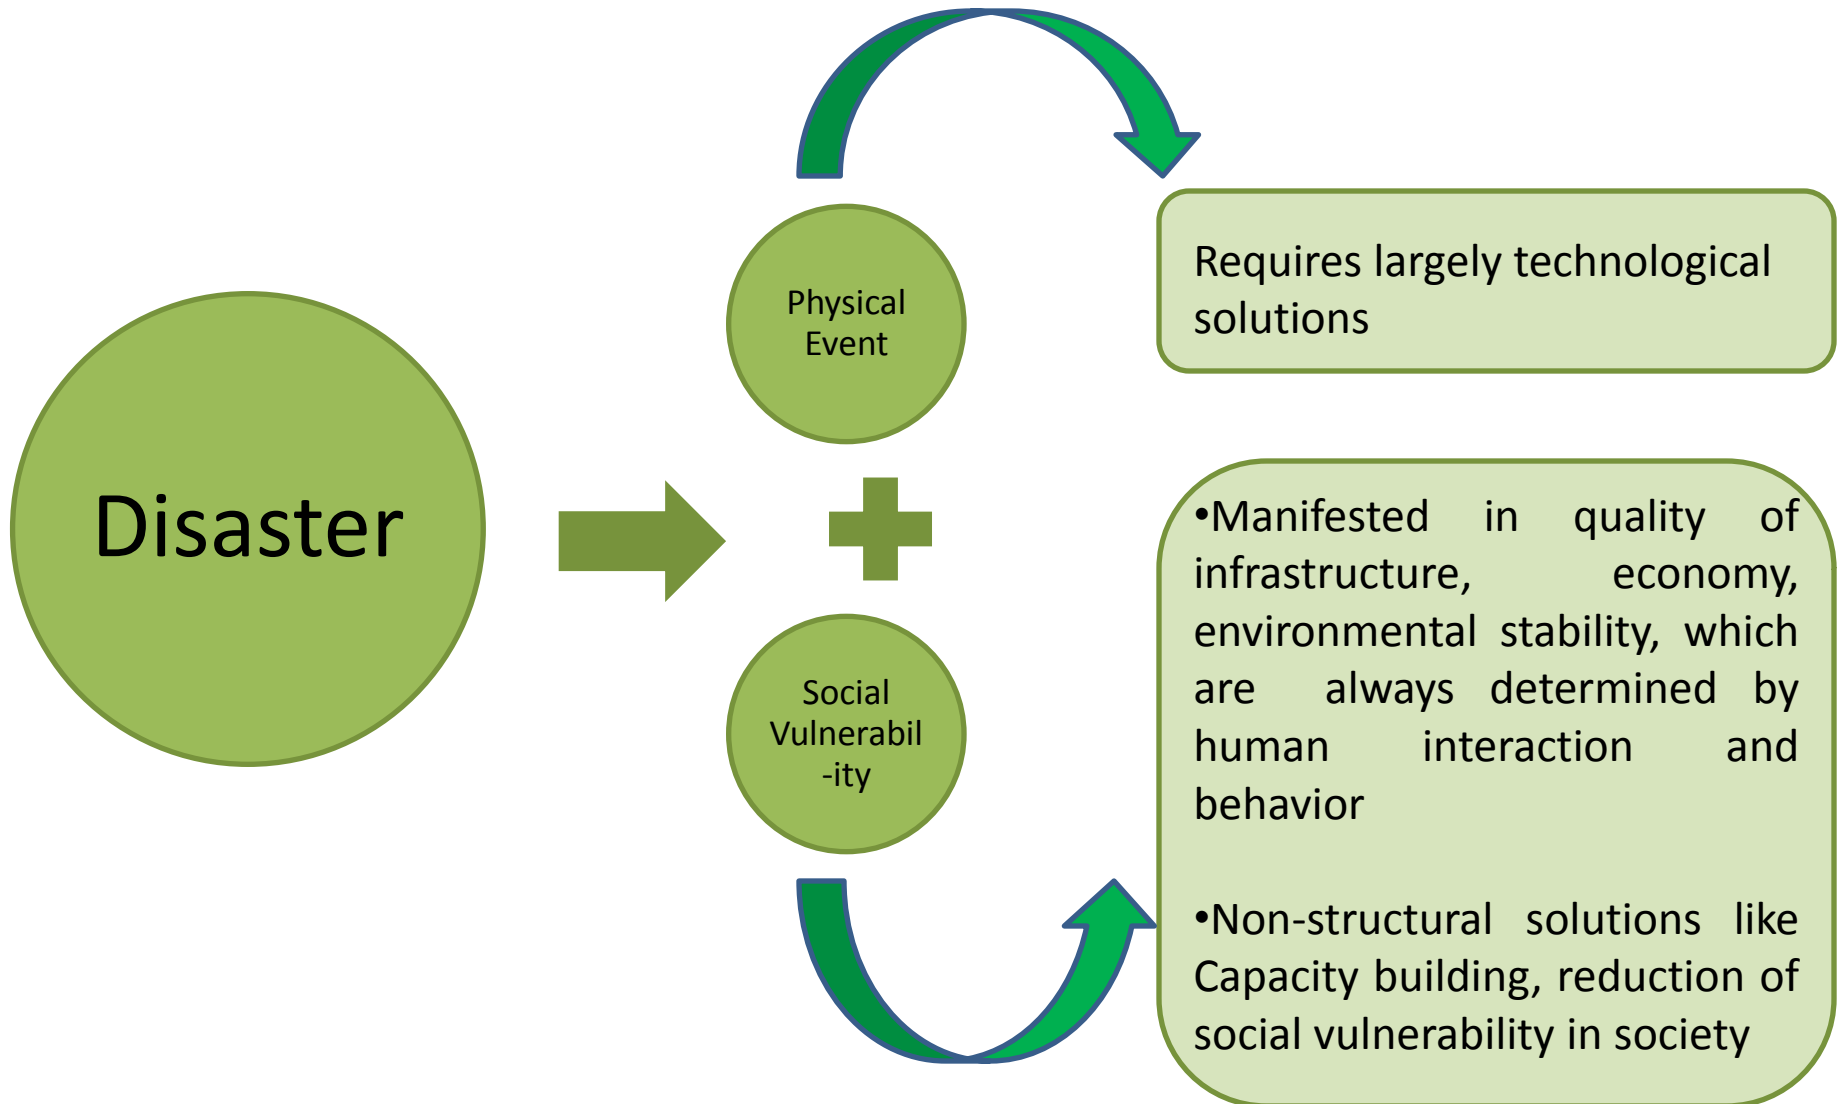 Disaster
Physical
Event
Social
Vulnerabil
-ity
Requires largely technological
solutions
•Manifested in quality of
infrastructure, economy,
environmental stability, which
are always determined by
human interaction and
behavior
•Non-structural solutions like
Capacity building, reduction of
social vulnerability in society